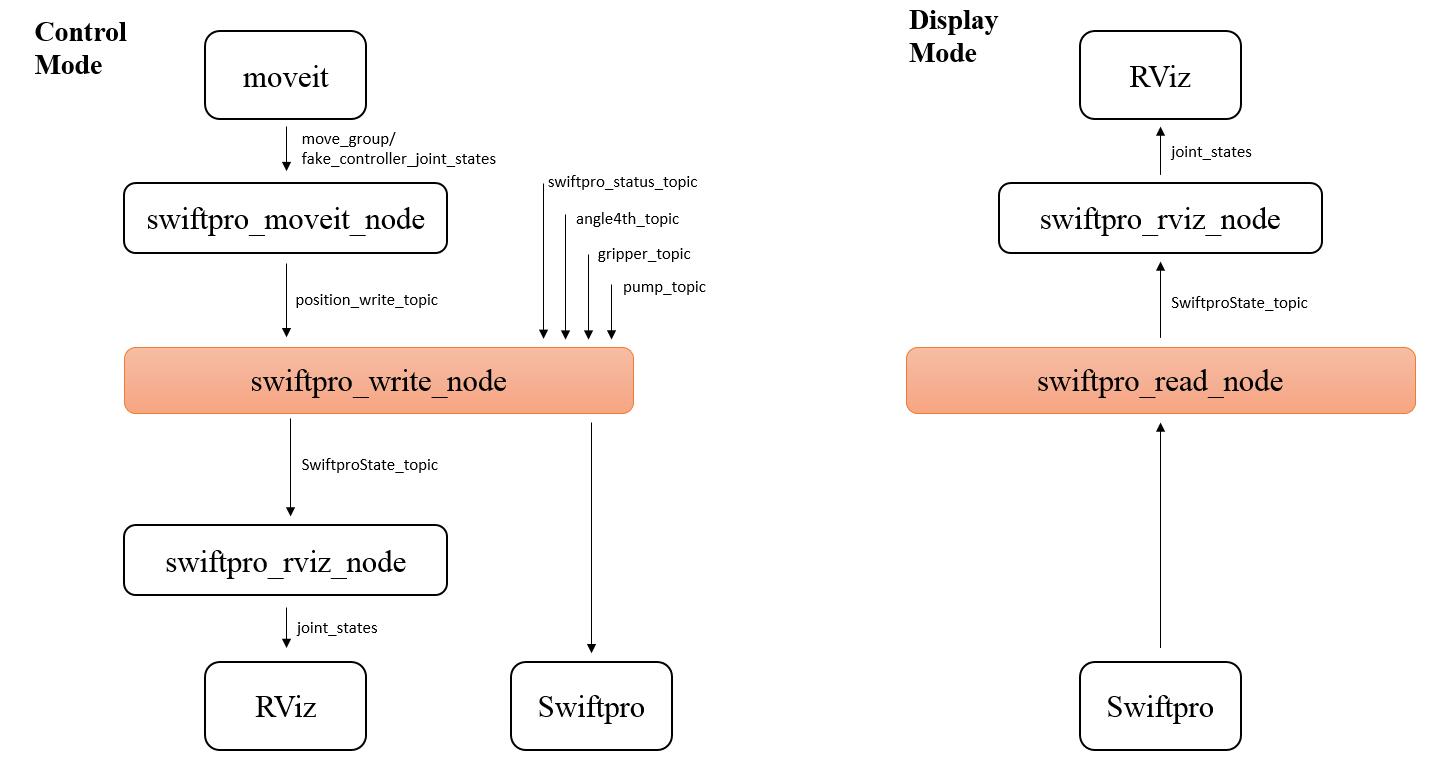 Control
Mode
moveit
move_group/
fake_controller_joint_states
swiftpro_moveit_node
swiftpro_status_topic
angle4th_topic
gripper_topic
pump_topic
position_write_topic
swiftpro_write_node
SwiftproState_topic
swiftpro_rviz_node
joint_states
RViz
Swiftpro
Display
Mode
RViz
joint_states
swiftpro_rviz_node
SwiftproState_topic
swiftpro_read_node
Swiftpro